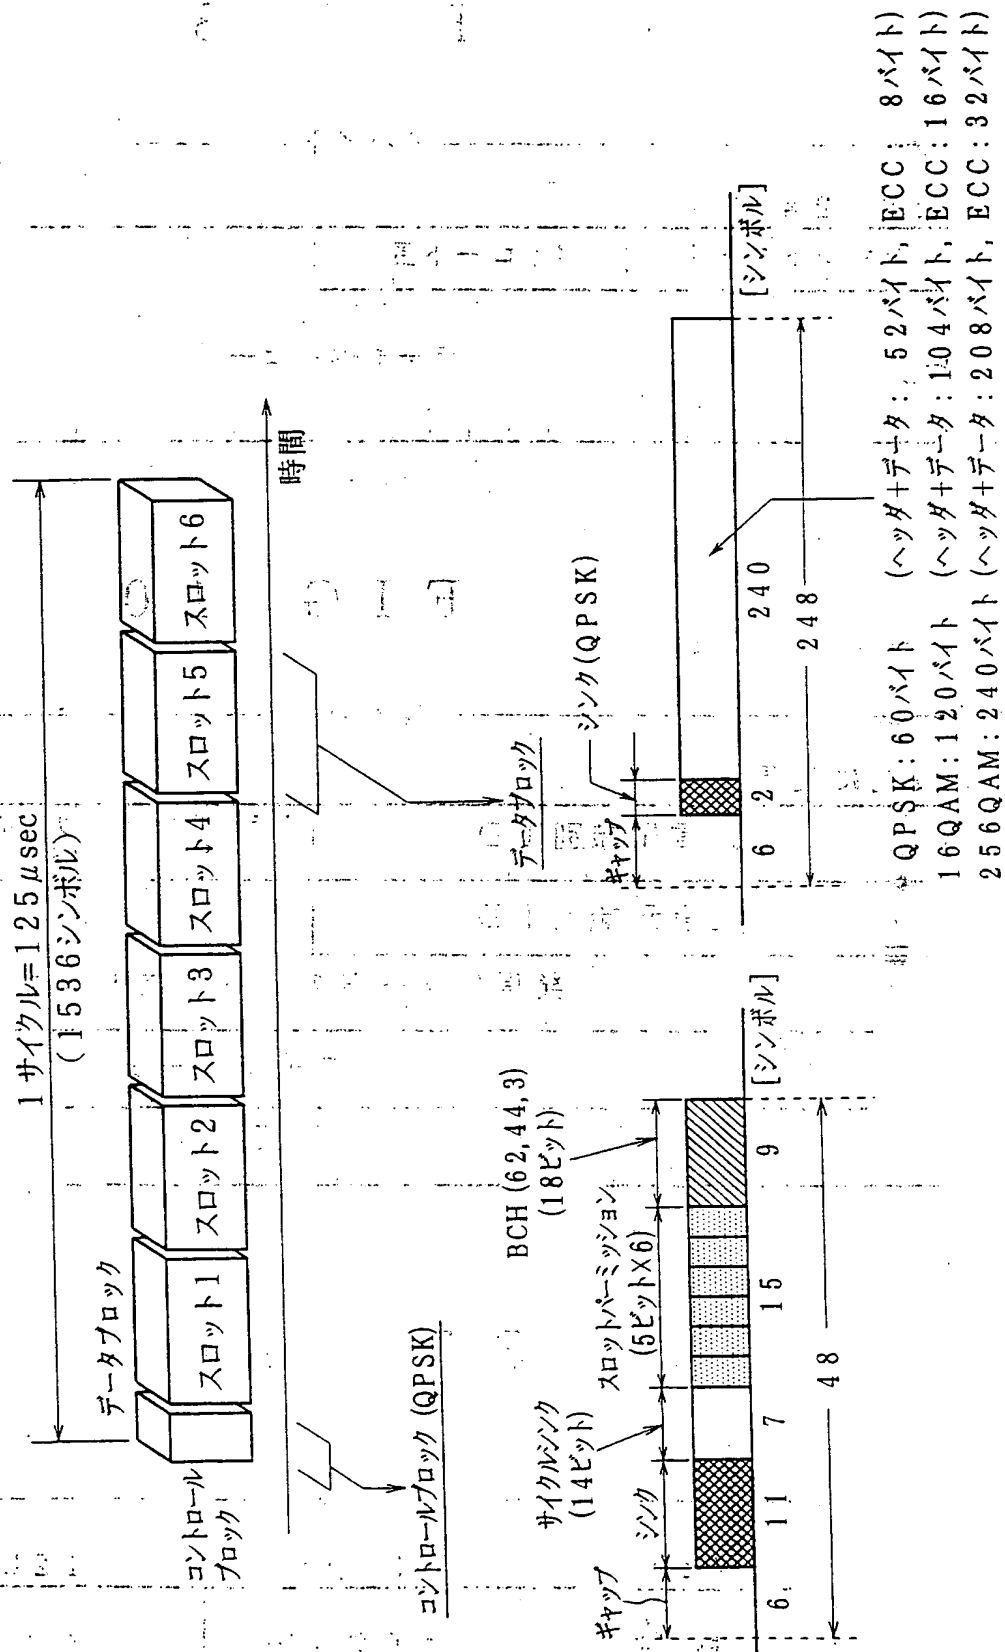 1サイクル=125μsec
(1536シンボル)
データブロック
コントロール
ブロック
スロット1
スロット2
スロット3
スロット4
スロット5
スロット6
時間
コントロールブロック (QPSK)
データブロック
ギャップ
シンク
サイクルシンク
(14ビット)
スロットパーミッション
(5ビット×6)
BCH (62,44,3)
(18ビット)
6
11
7
15
9
[シンボル]
48
ギャップ
シンク(QPSK)
6
2
240
[シンボル]
248
QPSK:60バイト (ヘッダ+データ: 52バイト, ECC: 8バイト)
16QAM:120バイト (ヘッダ+データ:104バイト, ECC:16バイト)
256QAM:240バイト (ヘッダ+データ:208バイト, ECC:32バイト)